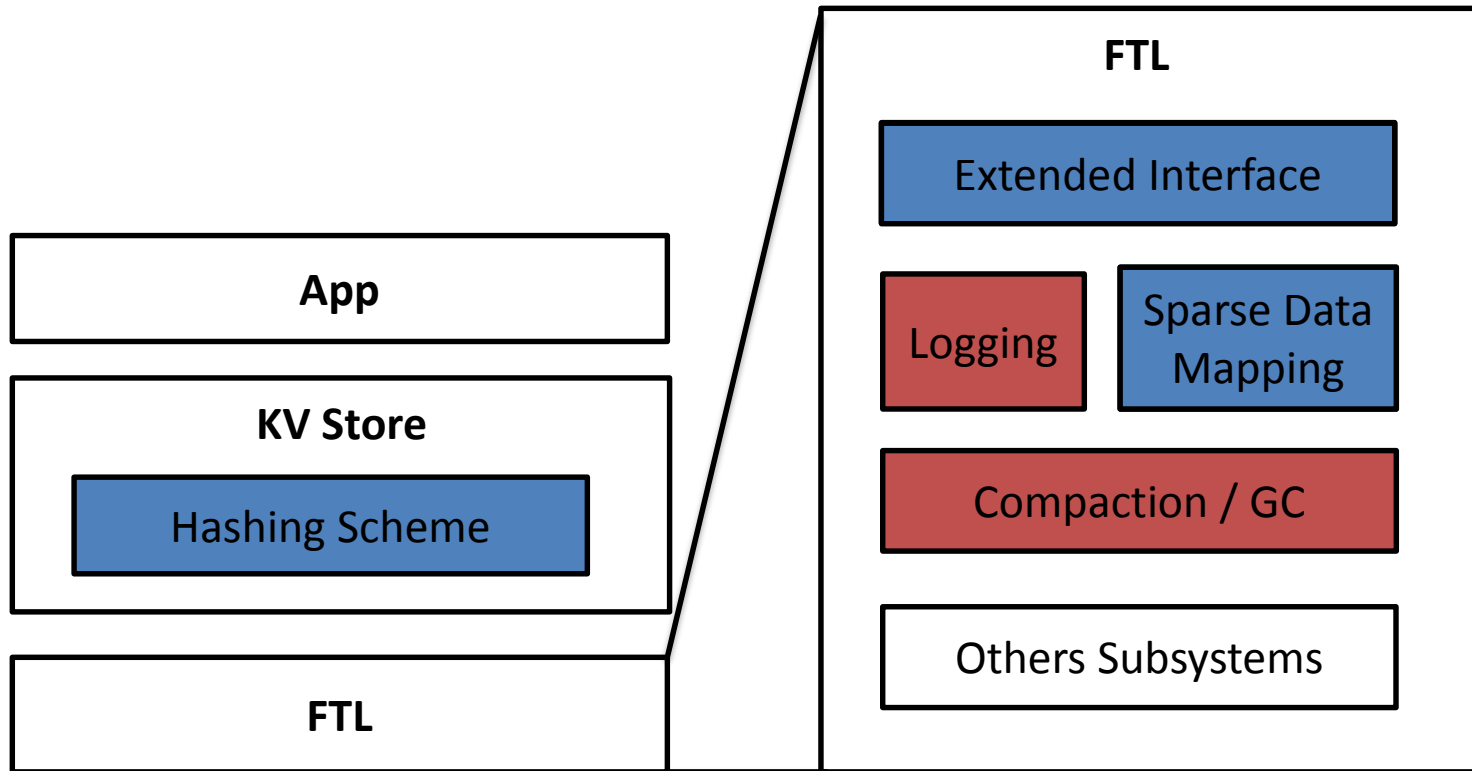 App
KV Store
Hashing Scheme
FTL
FTL
Extended Interface
Logging
Sparse Data
Mapping
Compaction / GC
Others Subsystems